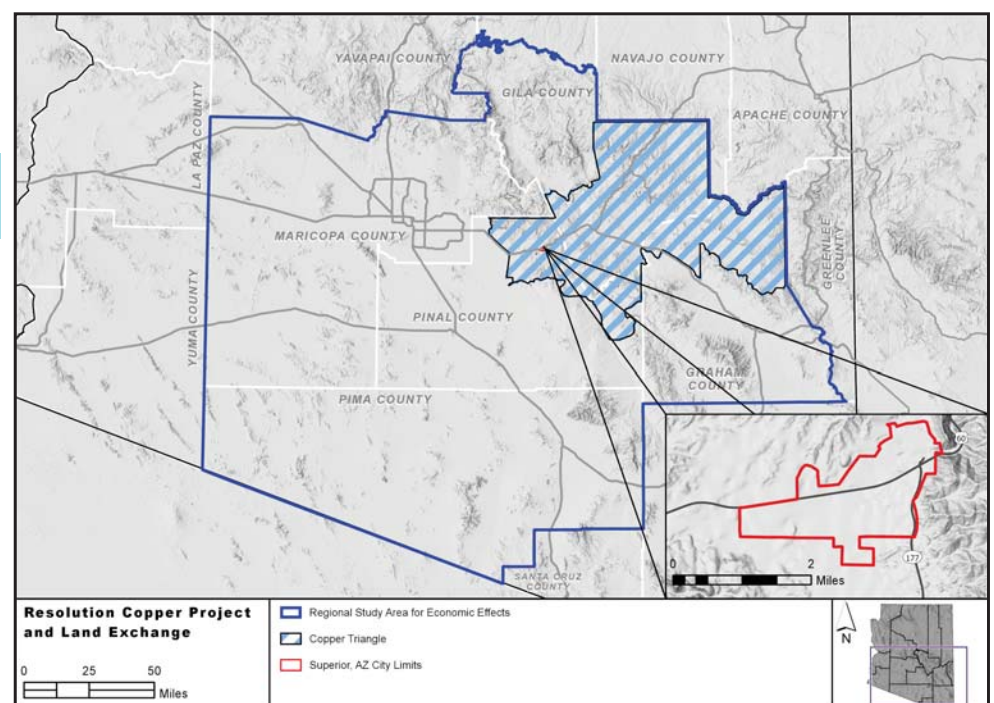 YAVAPAI COUNTY
NAVAJO COUNTY
GILA COUNTY
LA PAZ COUNTY
APACHE COUNTY
MARICOPA COUNTY
GREENLEE
COUNTY
YUMA COUNTY
PINAL COUNTY
GRAHAM
COUNTY
PIMA COUNTY
60
177
0 2
Miles
SANTA CRUZ
COUNTY
Resolution Copper Project
and Land Exchange
0 25 50
Miles
Regional Study Area for Economic Effects
Copper Triangle
Superior, AZ City Limits
N